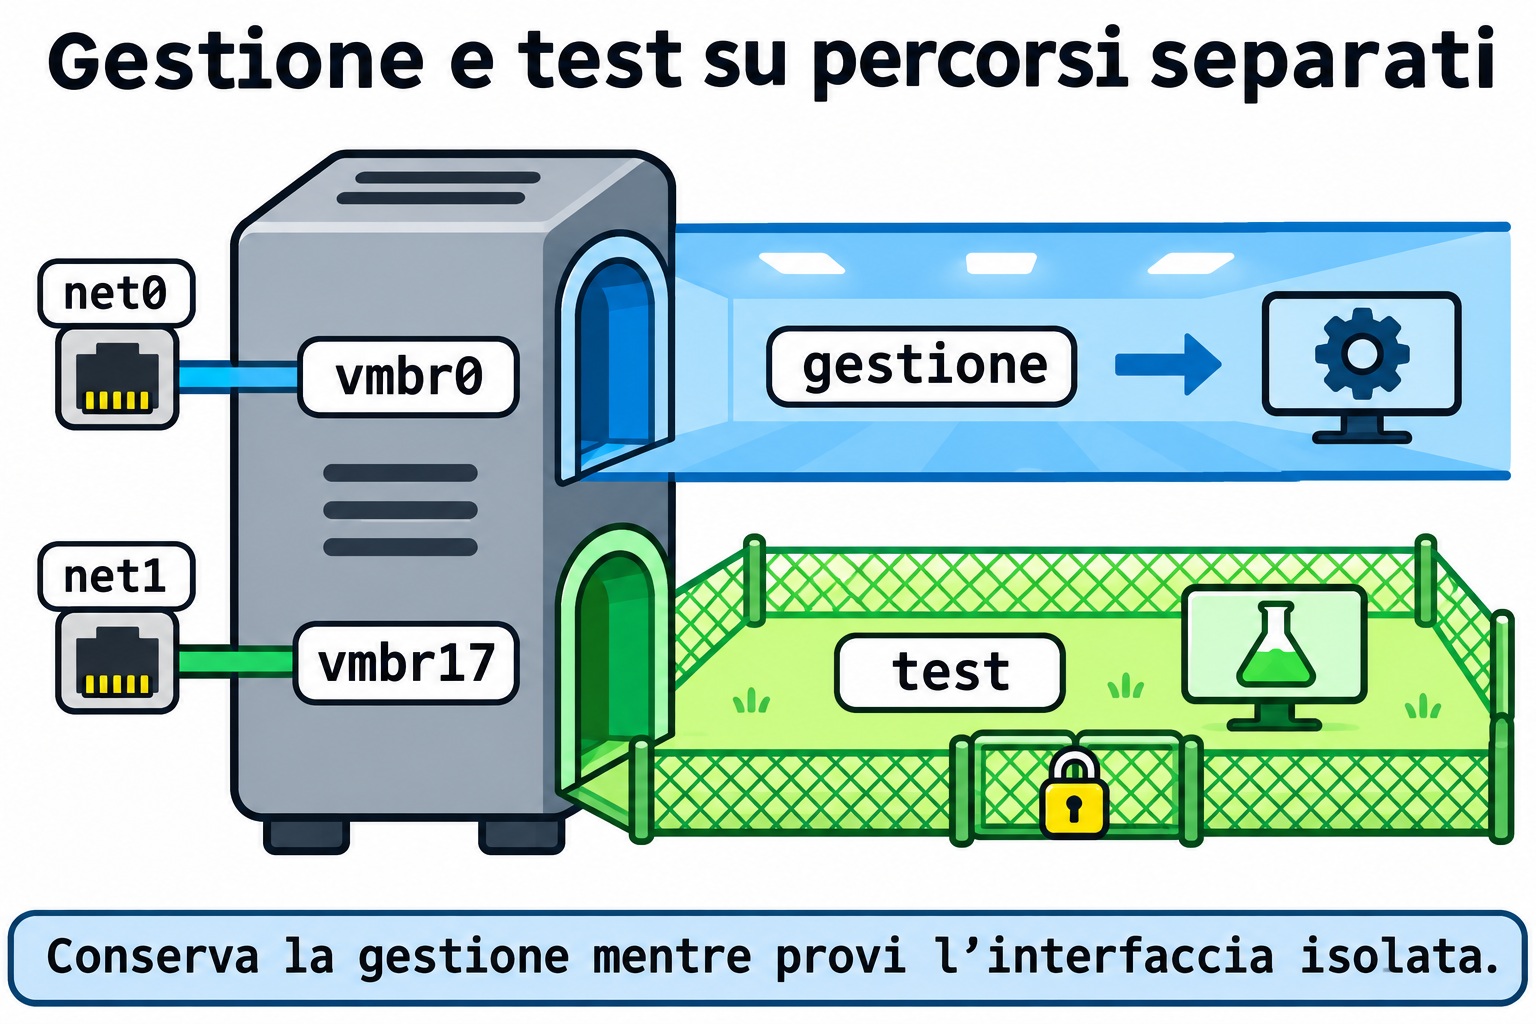 Gestione e test su percorsi separati
net0
vmbr0
gestione
net1
vmbr17
test
Conserva la gestione mentre provi l’interfaccia isolata.